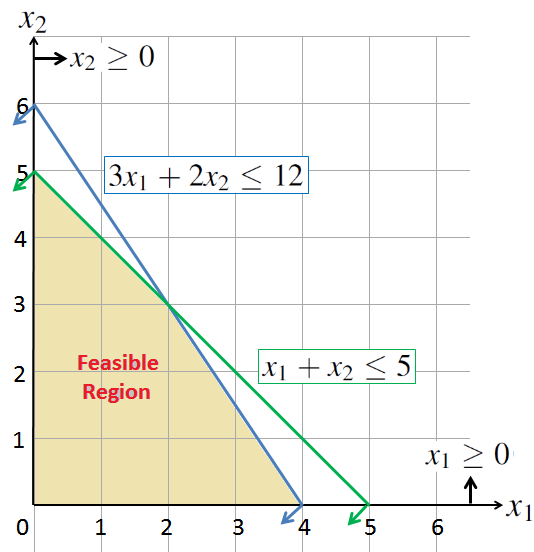 x₂
x₂ ≥ 0
6
3x₁ + 2x₂ ≤ 12
5
4
3
Feasible
Region
2
x₁ + x₂ ≤ 5
1
x₁ ≥ 0
x₁
0 1 2 3 4 5 6